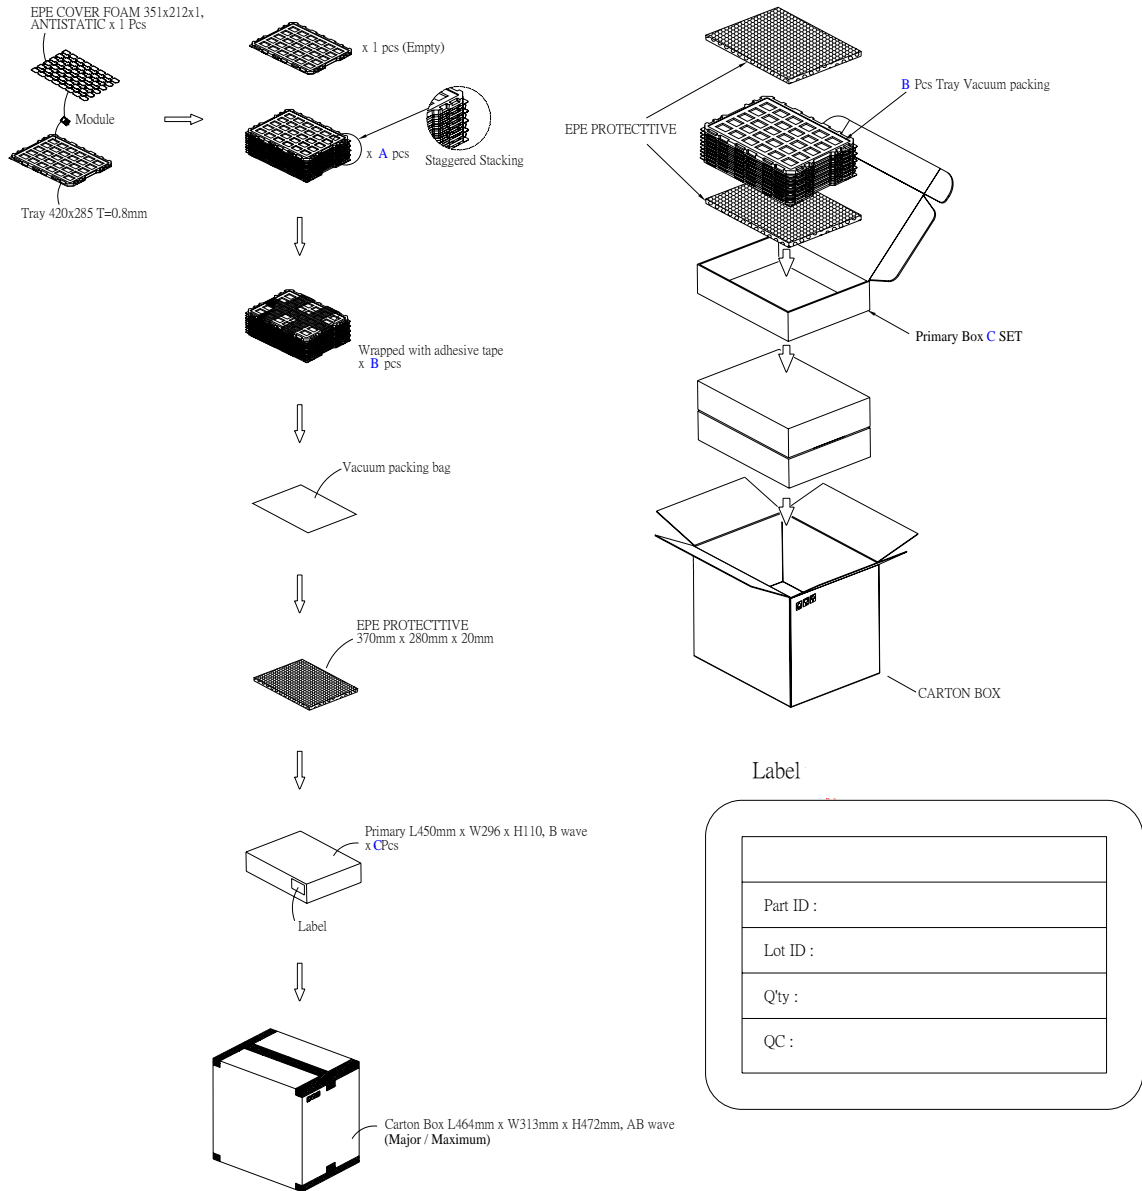 EPE COVER FOAM 351x212x1,
ANTISTATIC x 1 Pcs
Module
Tray 420x285 T=0.8mm
x 1 pcs (Empty)
x A pcs
Staggered Stacking
Wrapped with adhesive tape
x B pcs
Vacuum packing bag
EPE PROTECTTIVE
370mm x 280mm x 20mm
Primary L450mm x W296 x H110, B wave
x CPcs
Label
Carton Box L464mm x W313mm x H472mm, AB wave
(Major / Maximum)
B Pcs Tray Vacuum packing
EPE PROTECTTIVE
Primary Box C SET
CARTON BOX
Label
Part ID :
Lot ID :
Q'ty :
QC :